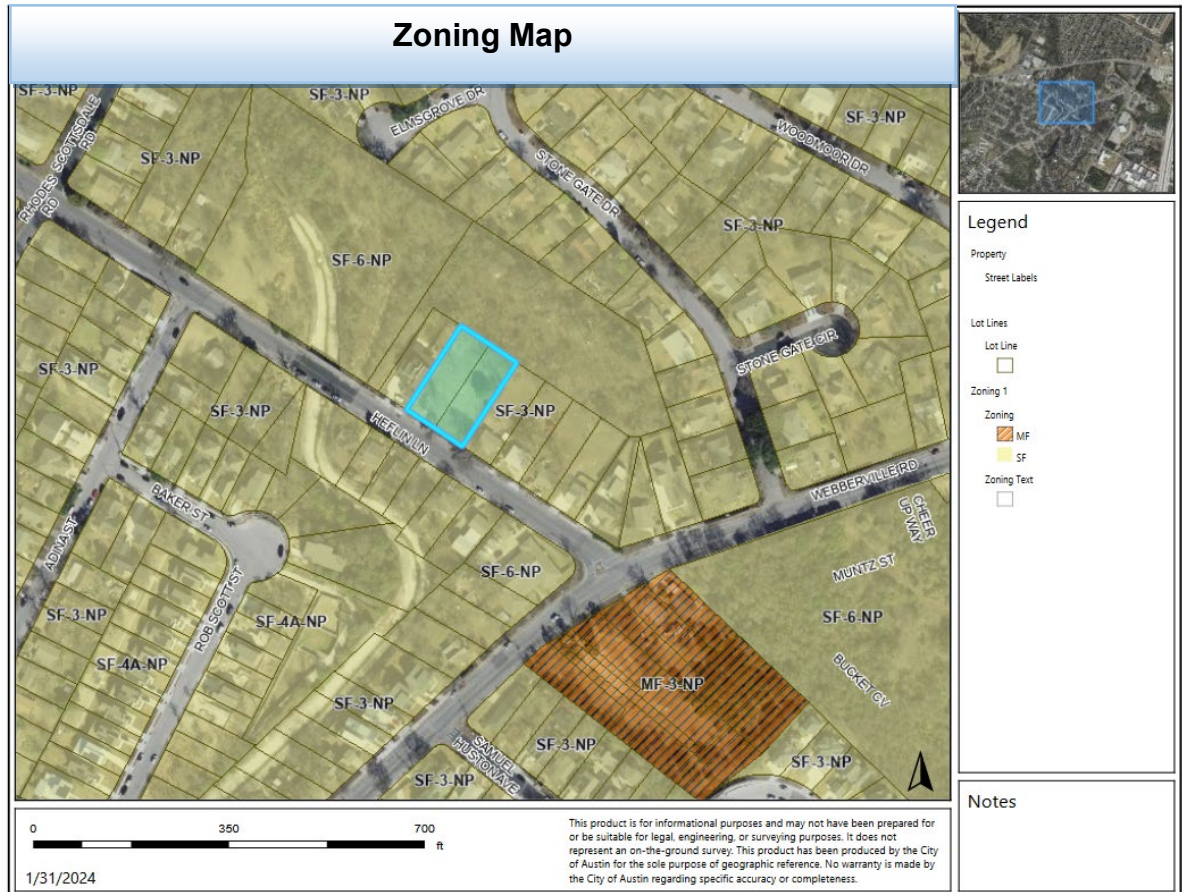 Zoning Map
SF-3-NP
SF-3-NP
ELMSGROVE DR
SF-3-NP
WOODMOOR DR
RHODES SCOTTSDALE
RD
RD
SF-3-NP
STONE GATE DR
SF-3-NP
SF-6-NP
STONE GATE CIR
SF-3-NP
SF-3-NP
SF-3-NP
HEFLIN LN
WEBBERVILLE RD
BAKER ST
CHEER
UP WAY
ADINA ST
SF-6-NP
MUNTZ ST
ROB SCOTT ST
SF-3-NP
SF-4A-NP
SF-6-NP
SF-4A-NP
BUCKET CV
MF-3-NP
SF-3-NP
SAMUEL
HUSTON AVE
SF-3-NP
SF-3-NP
SF-3-NP
Legend
Property
Street Labels
Lot Lines
Lot Line
Zoning 1
Zoning
MF
SF
Zoning Text
Notes
0 350 700
ft
1/31/2024
This product is for informational purposes and may not have been prepared for
or be suitable for legal, engineering, or surveying purposes. It does not
represent an on-the-ground survey. This product has been produced by the City
of Austin for the sole purpose of geographic reference. No warranty is made by
the City of Austin regarding specific accuracy or completeness.